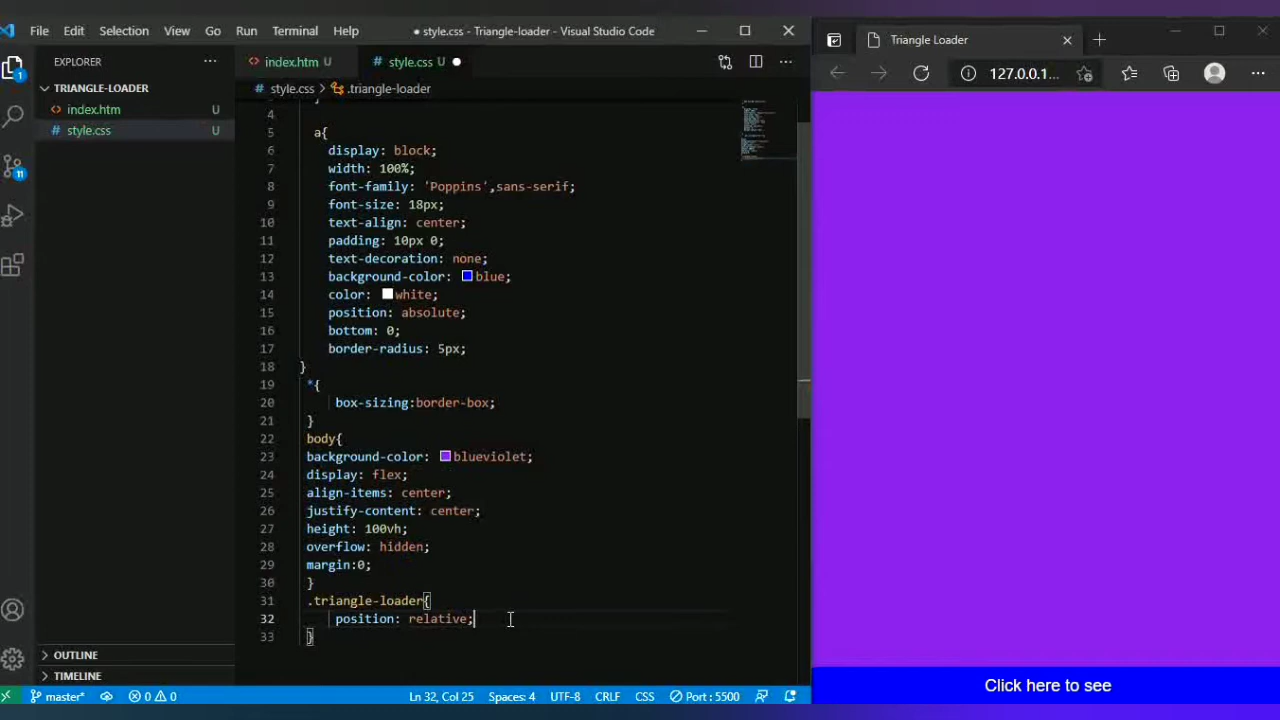 File Edit Selection View Go Run Terminal Help ● style.css - Triangle-loader - Visual Studio Code
EXPLORER ...
TRIANGLE-LOADER
<> index.htm U
# style.css U
1
11
<> index.htm U # style.css U ●
# style.css > .triangle-loader
4
5 a{
6 display: block;
7 width: 100%;
8 font-family: 'Poppins',sans-serif;
9 font-size: 18px;
10 text-align: center;
11 padding: 10px 0;
12 text-decoration: none;
13 background-color: blue;
14 color: white;
15 position: absolute;
16 bottom: 0;
17 border-radius: 5px;
18 }
19 *{
20 box-sizing:border-box;
21 }
22 body{
23 background-color: blueviolet;
24 display: flex;
25 align-items: center;
26 justify-content: center;
27 height: 100vh;
28 overflow: hidden;
29 margin:0;
30 }
31 .triangle-loader{
32 position: relative;
33 }
OUTLINE
TIMELINE
master* 0 0 Ln 32, Col 25 Spaces: 4 UTF-8 CRLF CSS Port : 5500
Triangle Loader
127.0.0.1...
Click here to see